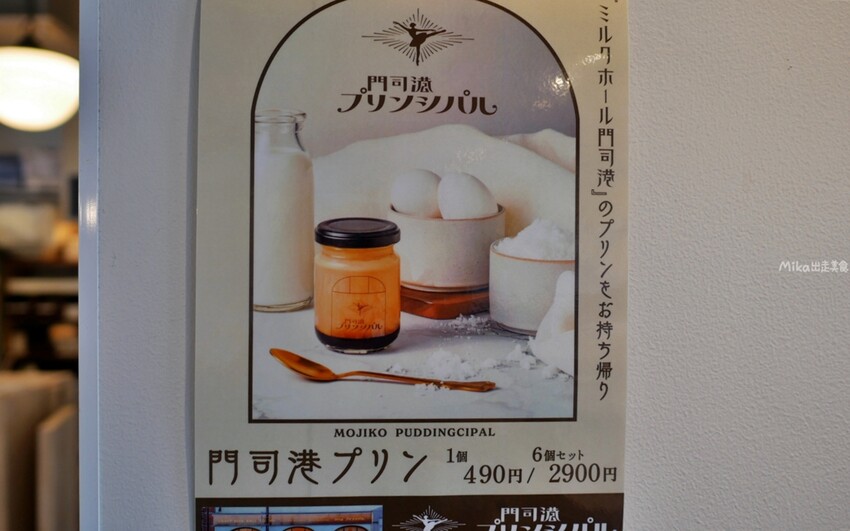 門司港
プリンシパル
『ミルクホール門司港』のプリンをお持ち帰り
門司港
プリンシパル
MOJIKO PUDDINGCIPAL
門司港プリン 1個 490円 / 6個セット 2900円
門司港
プリンシパル
Mika出走美食